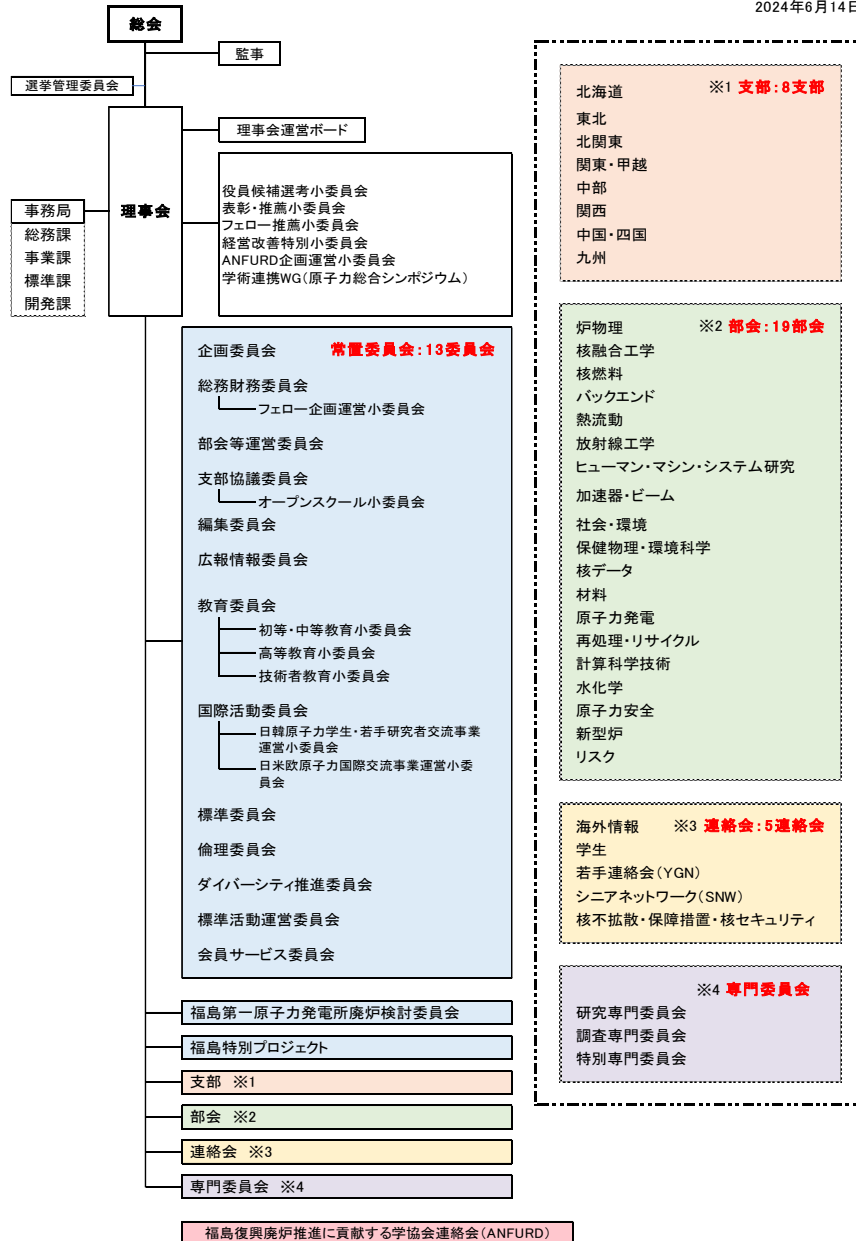 2024年6月14日
総会
監事
選挙管理委員会
理事会運営ボード
理事会
役員候補選考小委員会
表彰・推薦小委員会
フェロー推薦小委員会
経営改善特別小委員会
ANFURD企画運営小委員会
学術連携WG(原子力総合シンポジウム)
事務局
総務課
事業課
標準課
開発課
企画委員会 常置委員会:13委員会
総務財務委員会
フェロー企画運営小委員会
部会等運営委員会
支部協議委員会
オープンスクール小委員会
編集委員会
広報情報委員会
教育委員会
初等・中等教育小委員会
高等教育小委員会
技術者教育小委員会
国際活動委員会
日韓原子力学生・若手研究者交流事業
運営小委員会
日米欧原子力国際交流事業運営小委
員会
標準委員会
倫理委員会
ダイバーシティ推進委員会
標準活動運営委員会
会員サービス委員会
福島第一原子力発電所廃炉検討委員会
福島特別プロジェクト
支部 ※1
部会 ※2
連絡会 ※3
専門委員会 ※4
福島復興廃炉推進に貢献する学協会連絡会(ANFURD)
北海道 ※1 支部:8支部
東北
北関東
関東・甲越
中部
関西
中国・四国
九州
炉物理 ※2 部会:19部会
核融合工学
核燃料
バックエンド
熱流動
放射線工学
ヒューマン・マシン・システム研究
加速器・ビーム
社会・環境
保健物理・環境科学
核データ
材料
原子力発電
再処理・リサイクル
計算科学技術
水化学
原子力安全
新型炉
リスク
海外情報 ※3 連絡会:5連絡会
学生
若手連絡会(YGN)
シニアネットワーク(SNW)
核不拡散・保障措置・核セキュリティ
※4 専門委員会
研究専門委員会
調査専門委員会
特別専門委員会